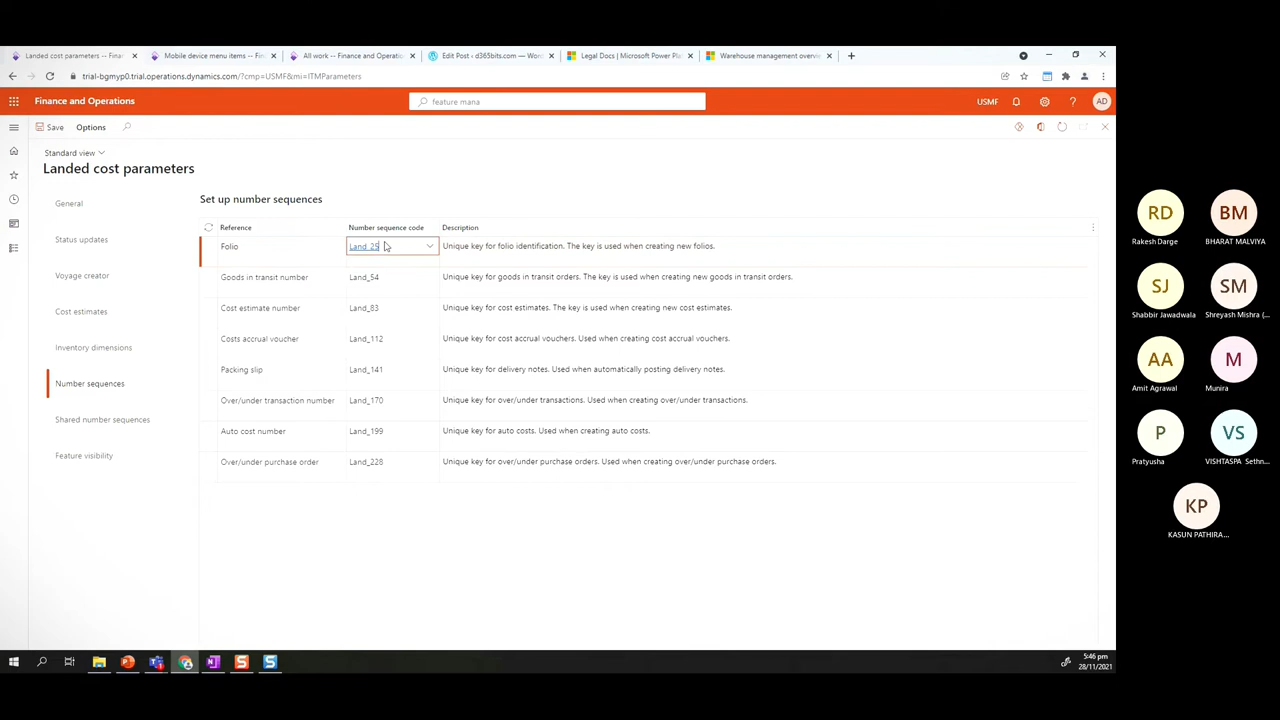 Landed cost parameters -- Finan
Mobile device menu items -- Fin
All work -- Finance and Operation
Edit Post ‹ d365bits.com — Word
Legal Docs | Microsoft Power Pla
Warehouse management overvie
trial-bgmyp0.trial.operations.dynamics.com/?cmp=USMF&mi=ITMParameters
Finance and Operations
feature mana
USMF
AD
Save
Options
Standard view
Landed cost parameters
General
Status updates
Voyage creator
Cost estimates
Inventory dimensions
Number sequences
Shared number sequences
Feature visibility
Set up number sequences
Reference Number sequence code Description
Folio Land_25 Unique key for folio identification. The key is used when creating new folios.
Goods in transit number Land_54 Unique key for goods in transit orders. The key is used when creating new goods in transit orders.
Cost estimate number Land_83 Unique key for cost estimates. The key is used when creating new cost estimates.
Costs accrual voucher Land_112 Unique key for cost accrual vouchers. Used when creating cost accrual vouchers.
Packing slip Land_141 Unique key for delivery notes. Used when automatically posting delivery notes.
Over/under transaction number Land_170 Unique key for over/under transactions. Used when creating over/under transactions.
Auto cost number Land_199 Unique key for auto costs. Used when creating auto costs.
Over/under purchase order Land_228 Unique key for over/under purchase orders. Used when creating over/under purchase orders.
RD
Rakesh Darge
BM
BHARAT MALVIYA
SJ
Shabbir Jawadwala
SM
Shreyash Mishra (...
AA
Amit Agrawal
M
Munira
P
Pratyusha
VS
VISHTASPA Sethn...
KP
KASUN PATHIRA...
5:46 pm
28/11/2021